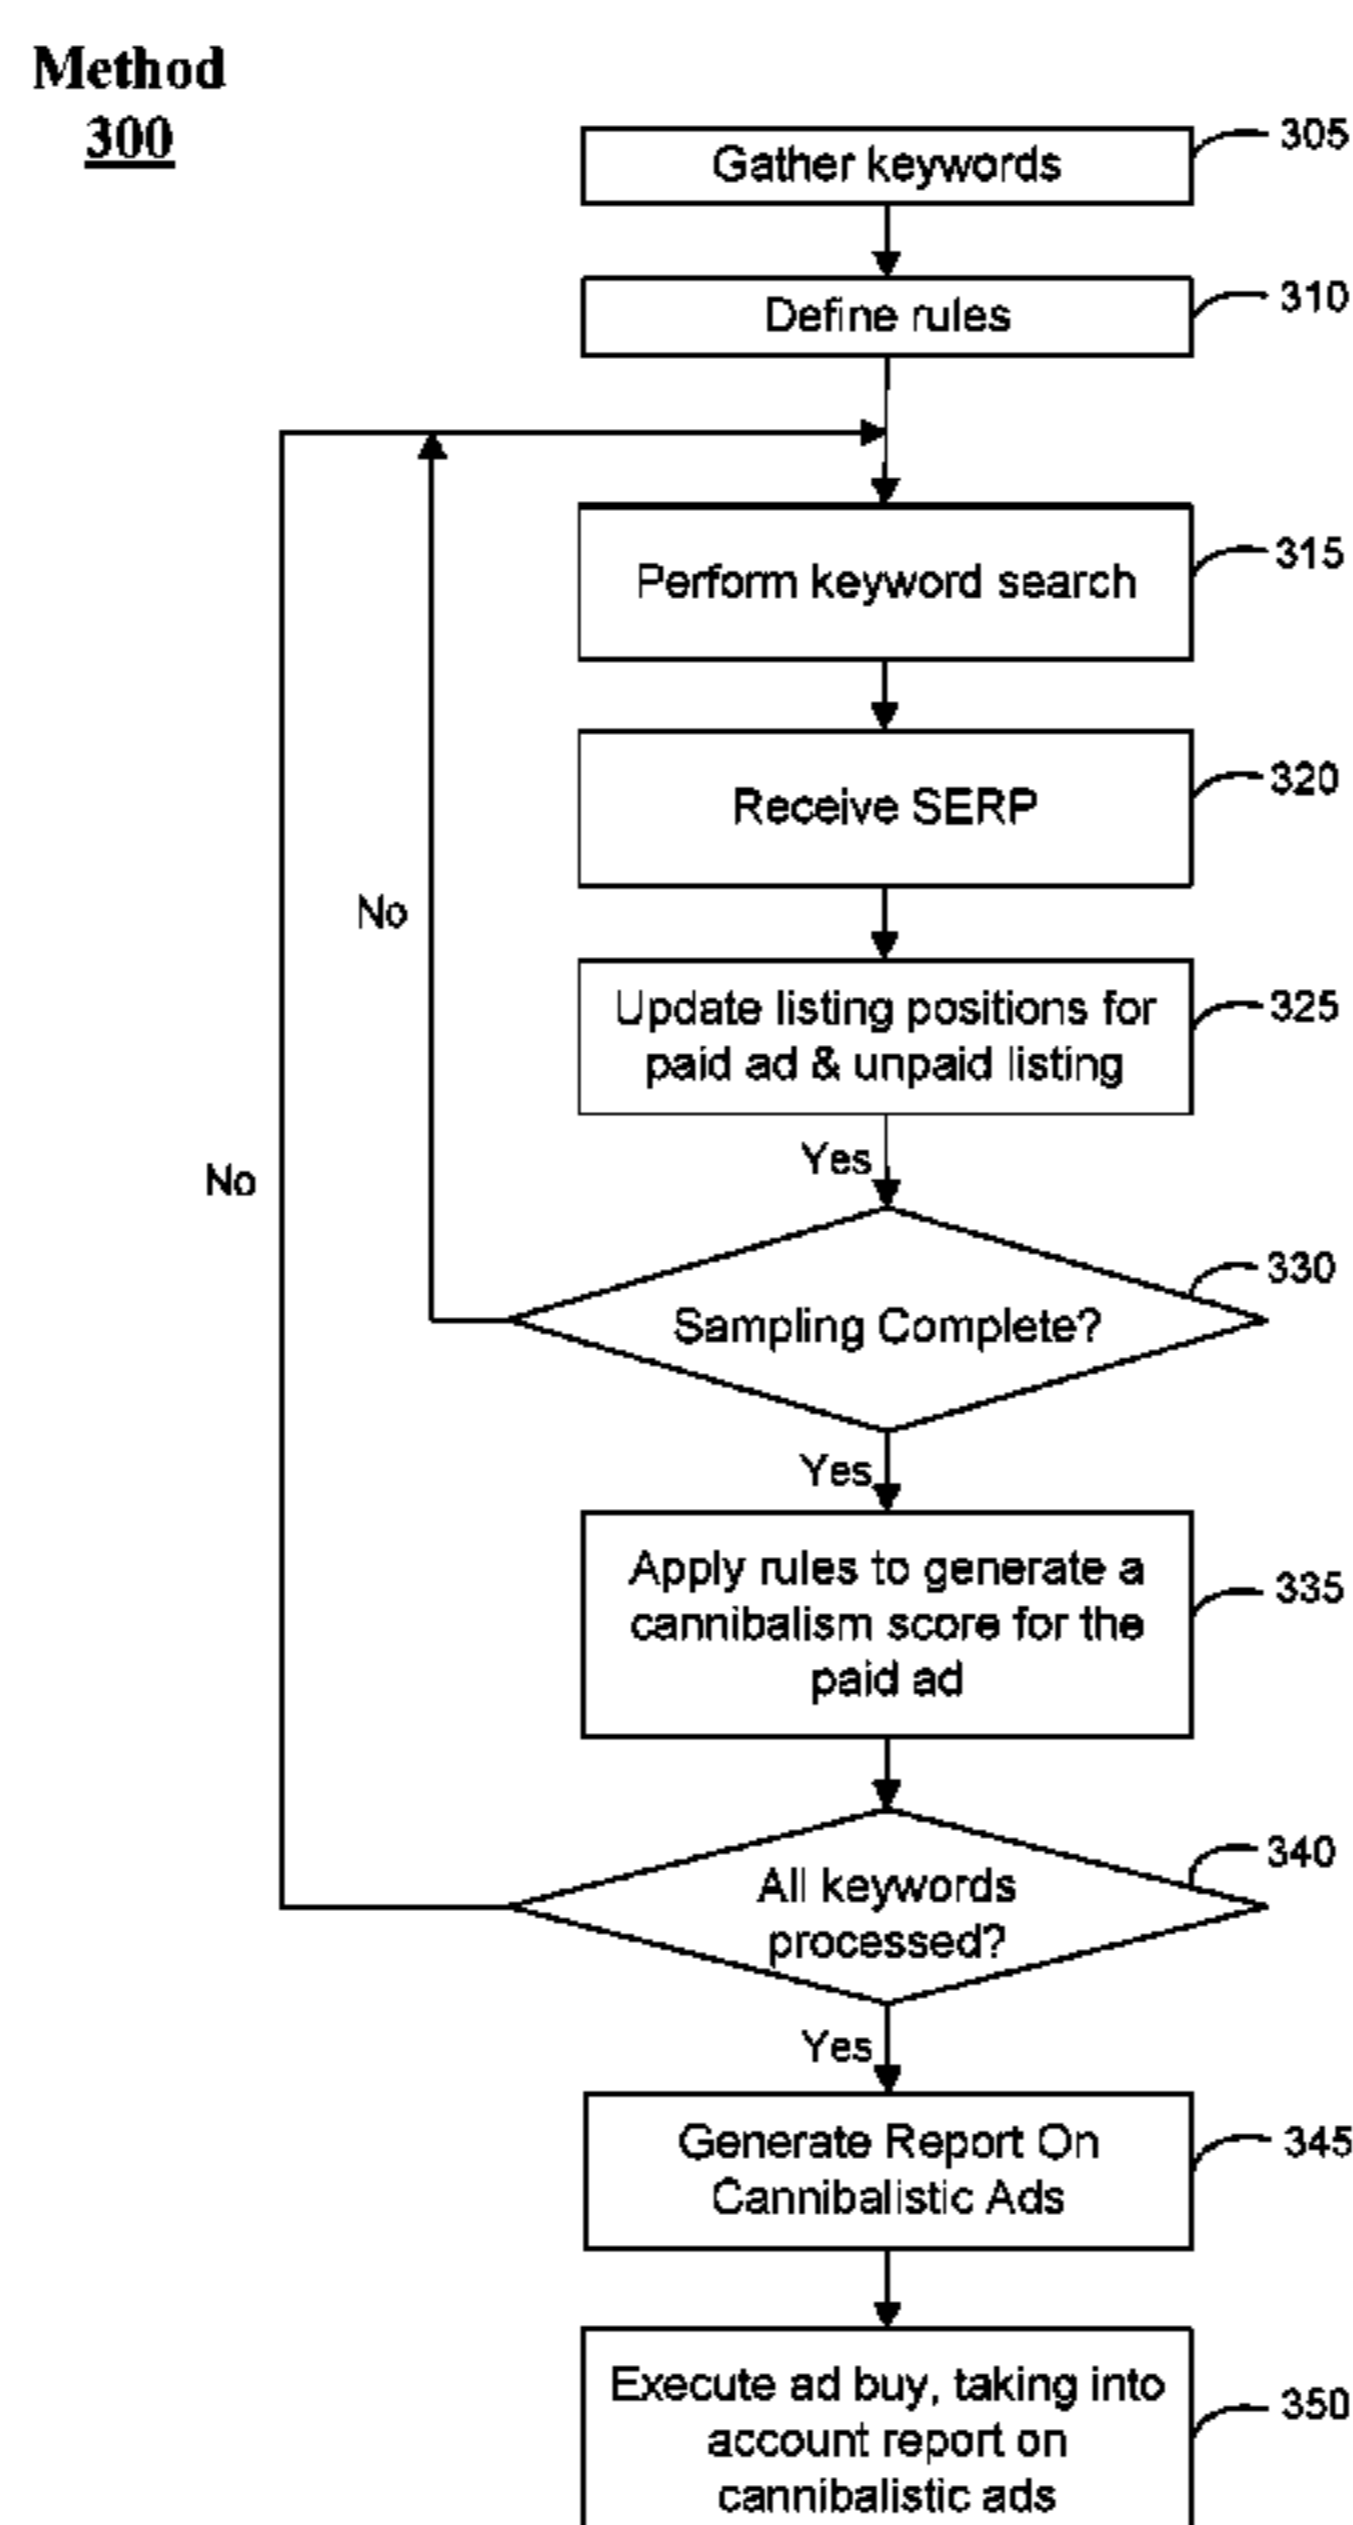 Method
300
Gather keywords
305
Define rules
310
Perform keyword search
315
Receive SERP
320
No
Update listing positions for
paid ad & unpaid listing
325
Yes
No
Sampling Complete?
330
Yes
Apply rules to generate a
cannibalism score for the
paid ad
335
All keywords
processed?
340
Yes
Generate Report On
Cannibalistic Ads
345
Execute ad buy, taking into
account report on
cannibalistic ads
350